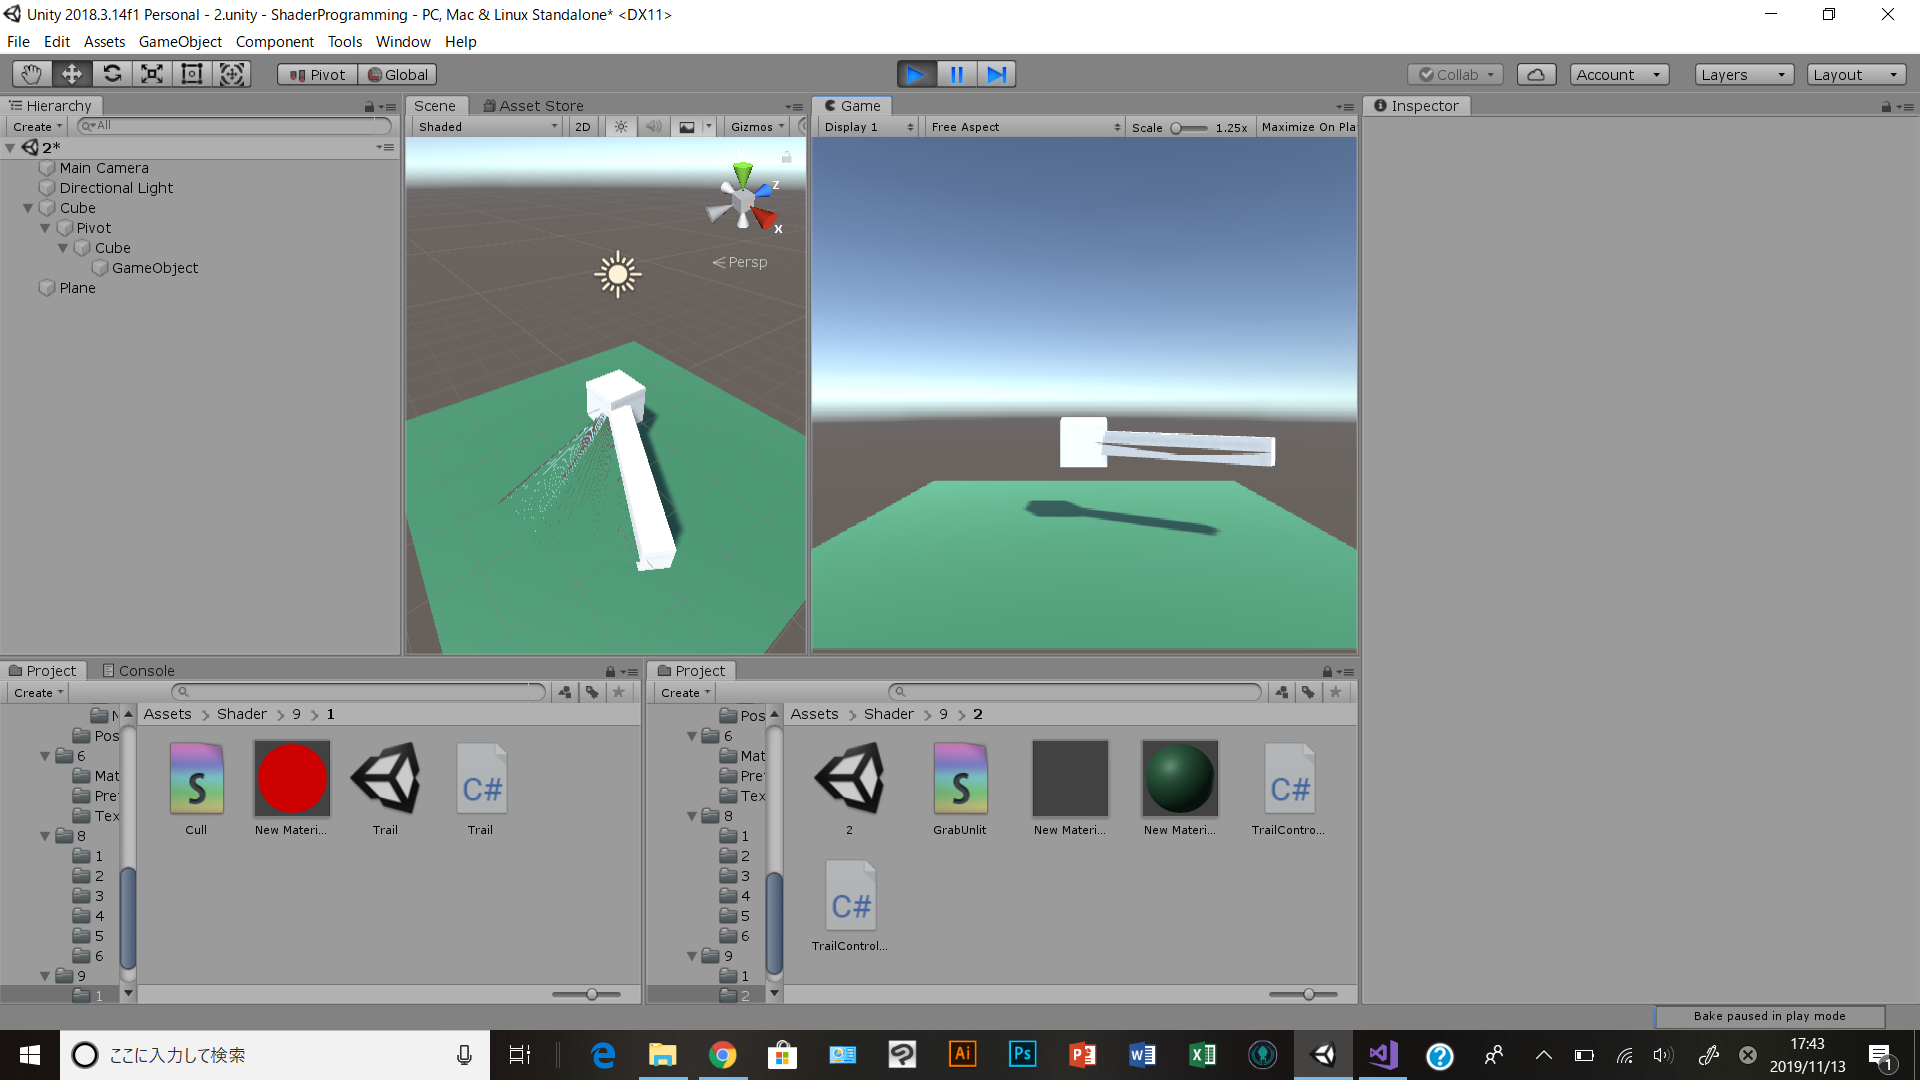 Unity 2018.3.14f1 Personal - 2.unity - ShaderProgramming - PC, Mac & Linux Standalone* <DX11>
File Edit Assets GameObject Component Tools Window Help
Pivot Global Collab Account Layers Layout
Hierarchy
Create All
2*
Main Camera
Directional Light
Cube
Pivot
Cube
GameObject
Plane
Scene Asset Store
Shaded 2D Gizmos
z
x
Persp
Game
Display 1 Free Aspect Scale 1.25x Maximize On Pla
Inspector
Project Console
Create
Pos
6
Mat
Pre
Tex
8
1
2
3
4
5
6
9
1
Assets Shader 9 1
S
C#
Cull New Materi... Trail Trail
Project
Create
Pos
6
Mat
Pre
Tex
8
1
2
3
4
5
6
9
1
2
Assets Shader 9 2
S
C#
2 GrabUnlit New Materi... New Materi... TrailContro...
C#
TrailControl...
Bake paused in play mode
ここに入力して検索
Ai
Ps
17:43
2019/11/13
1